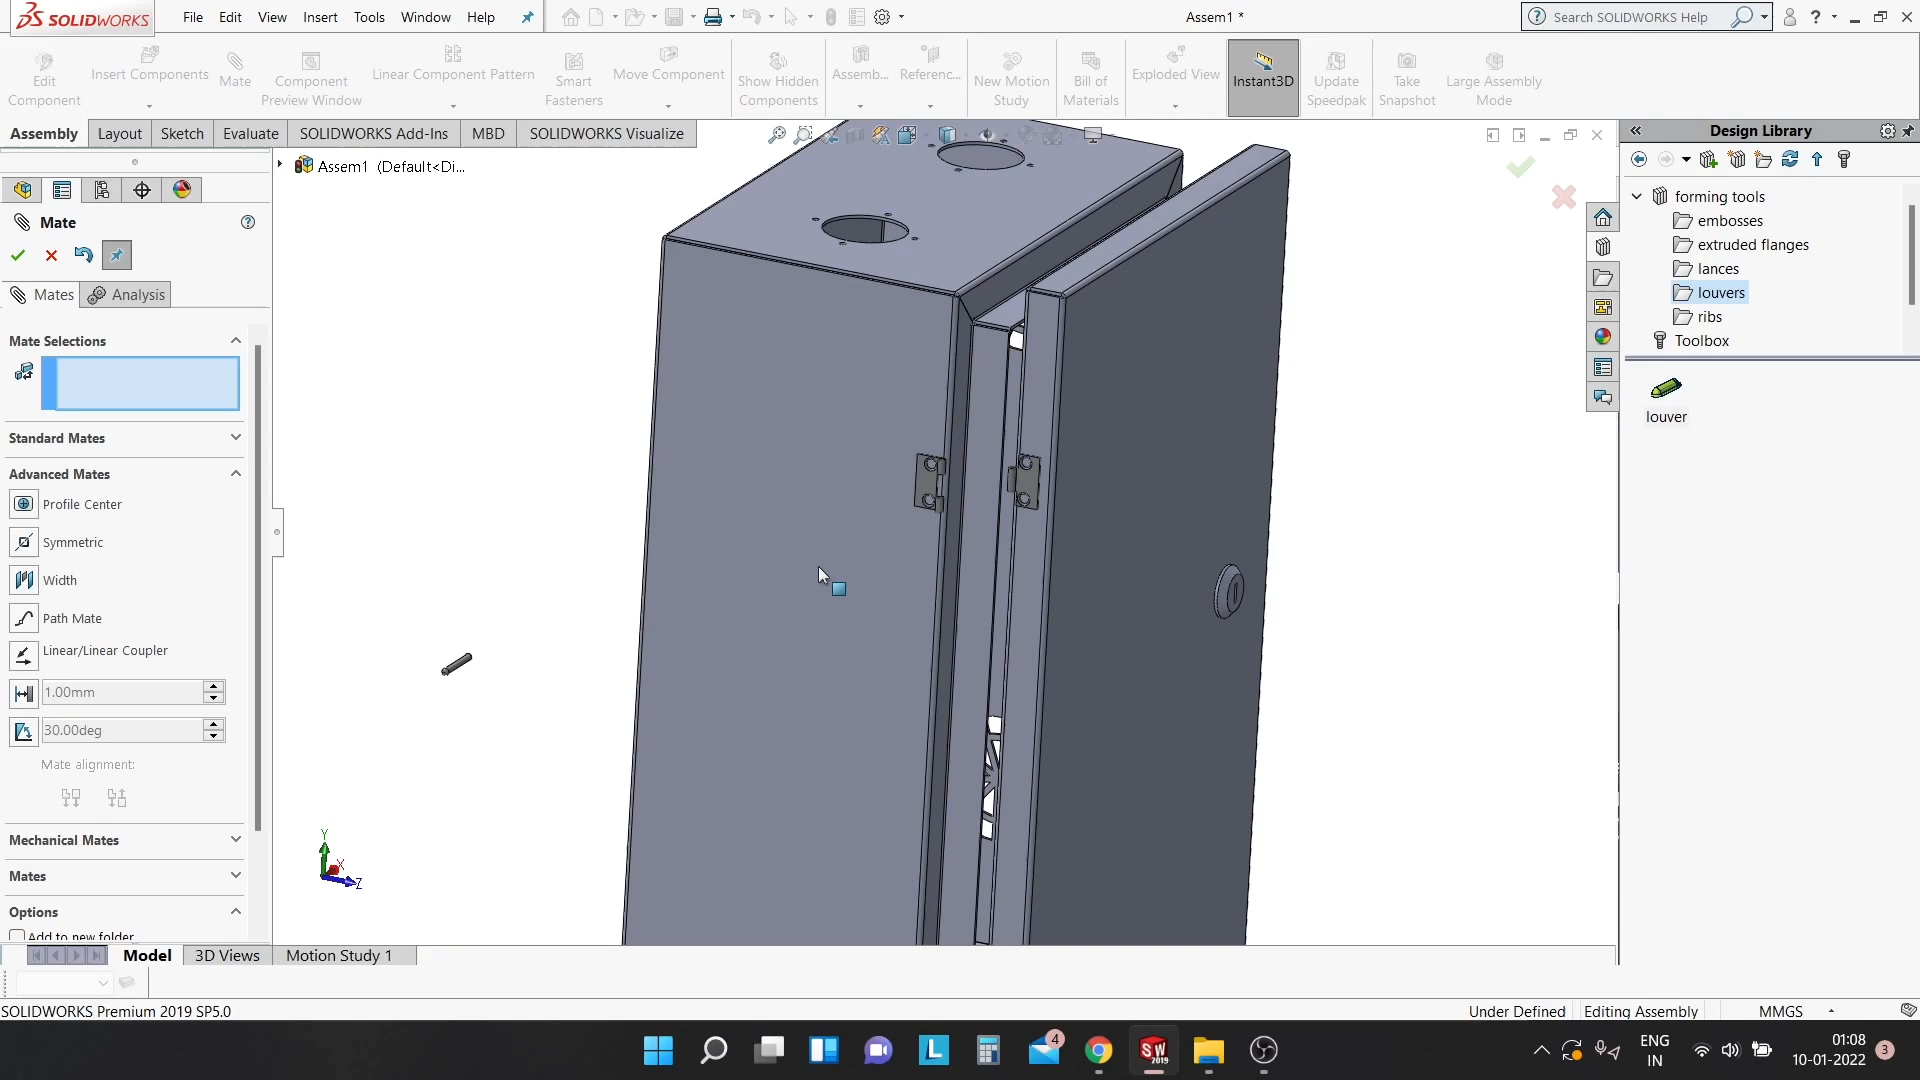 SOLIDWORKS
File Edit View Insert Tools Window Help
Assem1 *
Search SOLIDWORKS Help
Edit Component
Insert Components
Mate
Component Preview Window
Linear Component Pattern
Smart Fasteners
Move Component
Show Hidden Components
Assemb...
Referenc...
New Motion Study
Bill of Materials
Exploded View
Instant3D
Update Speedpak
Take Snapshot
Large Assembly Mode
Assembly Layout Sketch Evaluate SOLIDWORKS Add-Ins MBD SOLIDWORKS Visualize
Assem1 (Default<Di...
Mate
Mates Analysis
Mate Selections
Standard Mates
Advanced Mates
Profile Center
Symmetric
Width
Path Mate
Linear/Linear Coupler
1.00mm
30.00deg
Mate alignment:
Mechanical Mates
Mates
Options
Add to new folder
Y
X
Z
Design Library
forming tools
embosses
extruded flanges
lances
louvers
ribs
Toolbox
louver
Model 3D Views Motion Study 1
SOLIDWORKS Premium 2019 SP5.0
Under Defined Editing Assembly MMGS
4
SW
2019
L
ENG
IN
01:08
10-01-2022
3